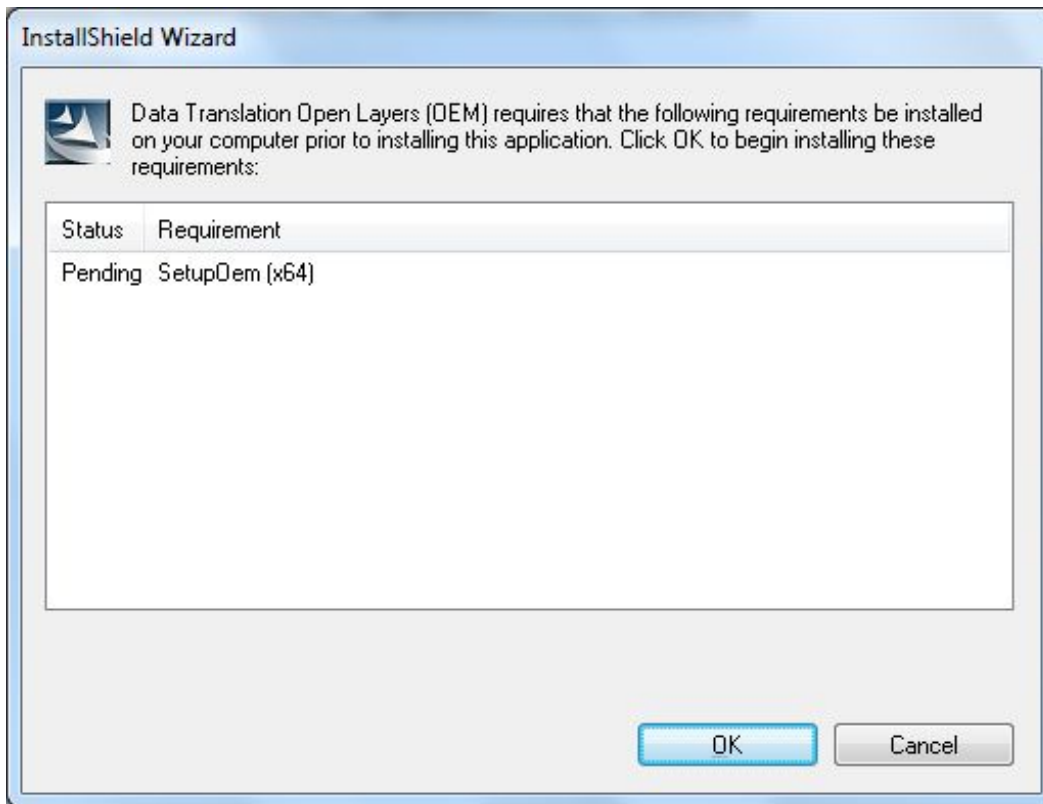 InstallShield Wizard
Data Translation Open Layers (OEM) requires that the following requirements be installed
on your computer prior to installing this application. Click OK to begin installing these
requirements:
Status Requirement
Pending SetupOem (x64)
OK Cancel